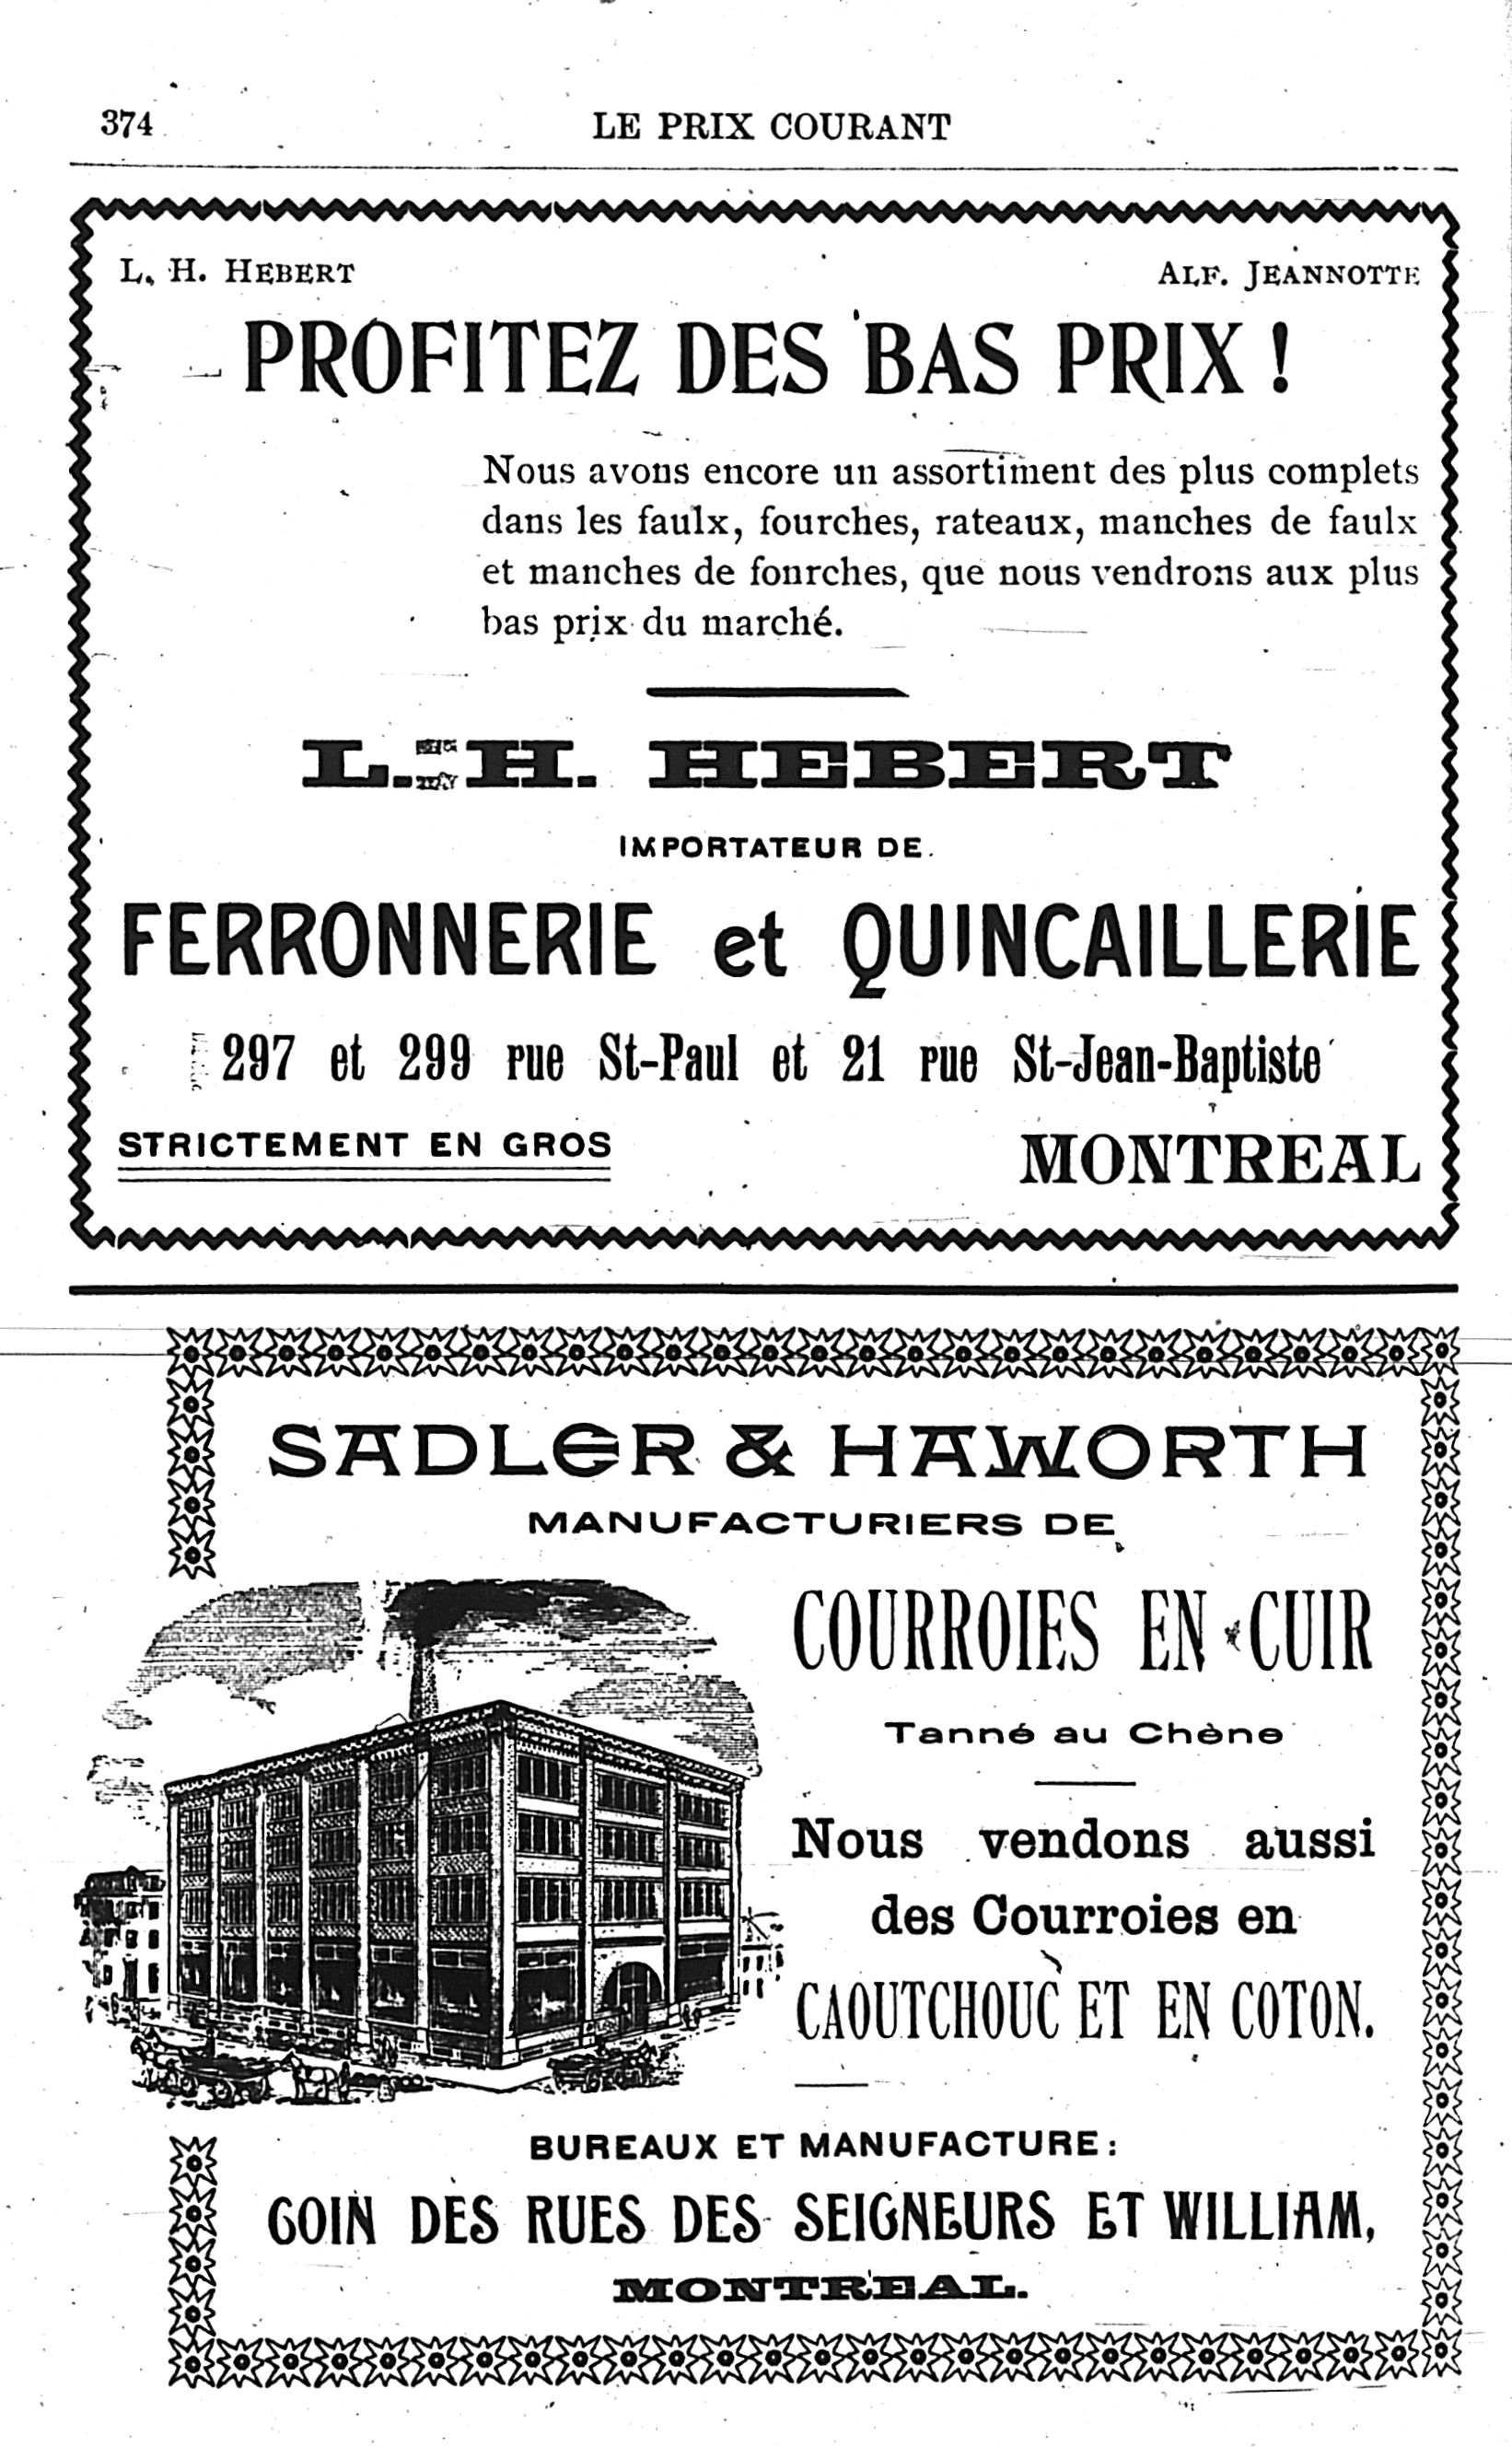 374
LE PRIX COURANT
L. H. HEBERT
ALF. JEANNOTTE
PROFITEZ DES BAS PRIX !
Nous avons encore un assortiment des plus complets
dans les faulx, fourches, rateaux, manches de faulx
et manches de fourches, que nous vendrons aux plus
bas prix du marché.
L. H. HEBERT
IMPORTATEUR DE
FERRONNERIE et QUINCAILLERIE
297 et 299 rue St-Paul et 21 rue St-Jean-Baptiste
STRICTEMENT EN GROS
MONTREAL
SADLER & HAWORTH
MANUFACTURIERS DE
COURROIES EN CUIR
Tanné au Chêne
Nous vendons aussi
des Courroies en
CAOUTCHOUC ET EN COTON.
BUREAUX ET MANUFACTURE:
COIN DES RUES DES SEIGNEURS ET WILLIAM,
MONTREAL.